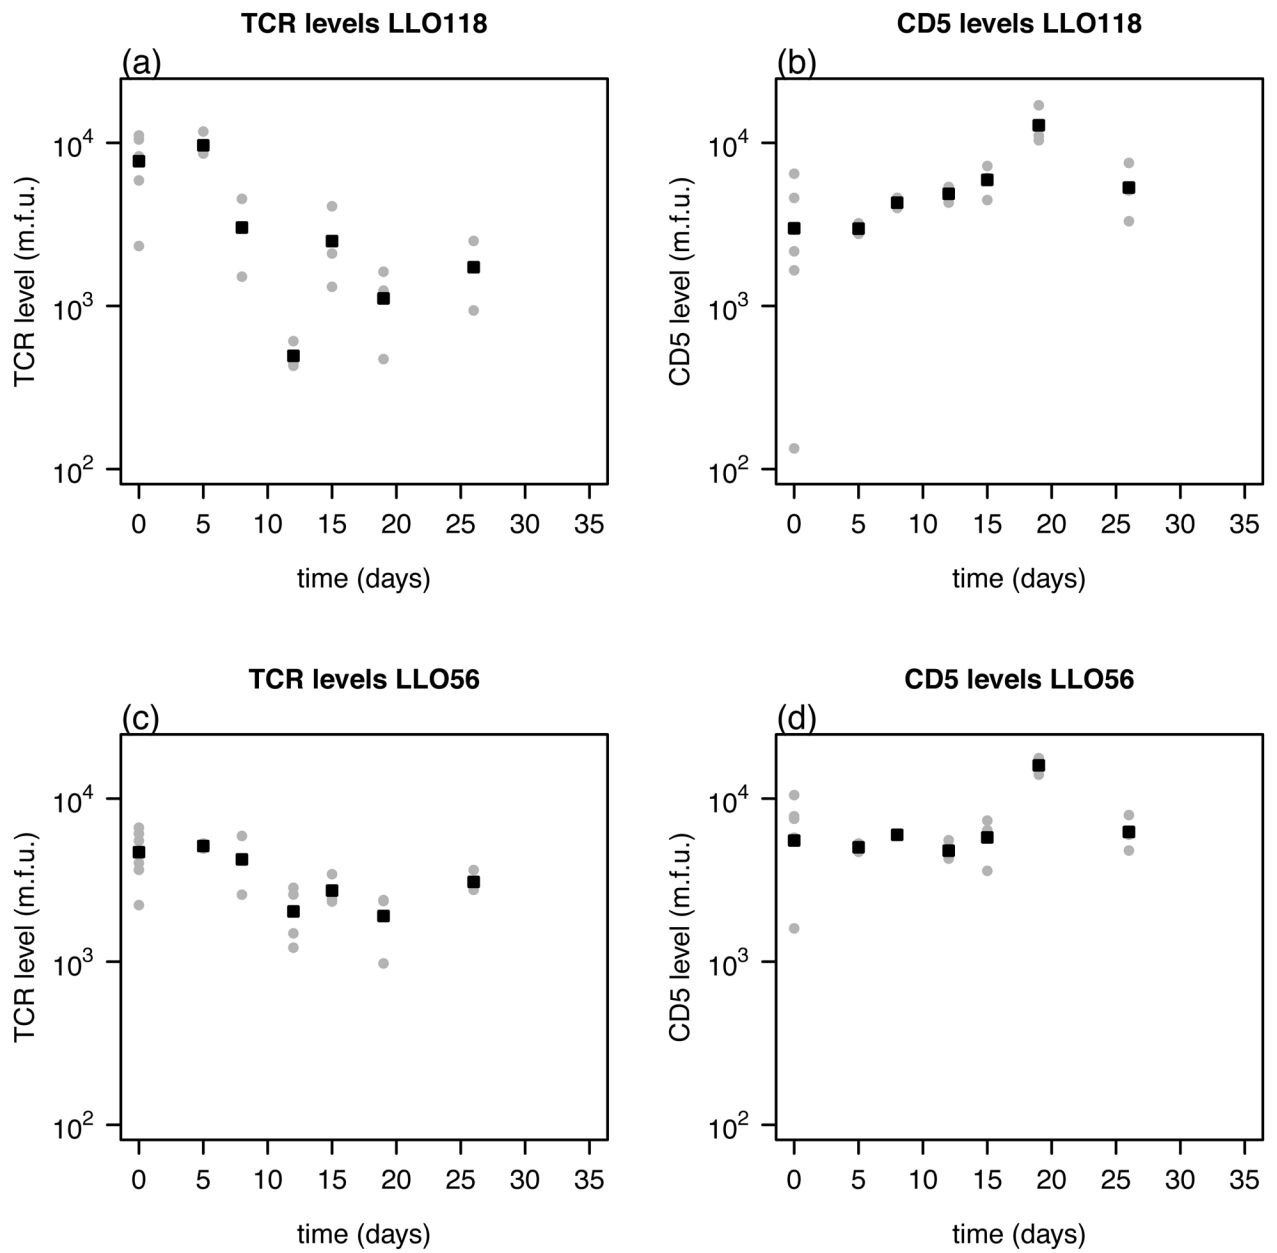 TCR levels LLO118
(a)
TCR level (m.f.u.)
10^4
10^3
10^2
0 5 10 15 20 25 30 35
time (days)
CD5 levels LLO118
(b)
CD5 level (m.f.u.)
10^4
10^3
10^2
0 5 10 15 20 25 30 35
time (days)
TCR levels LLO56
(c)
TCR level (m.f.u.)
10^4
10^3
10^2
0 5 10 15 20 25 30 35
time (days)
CD5 levels LLO56
(d)
CD5 level (m.f.u.)
10^4
10^3
10^2
0 5 10 15 20 25 30 35
time (days)